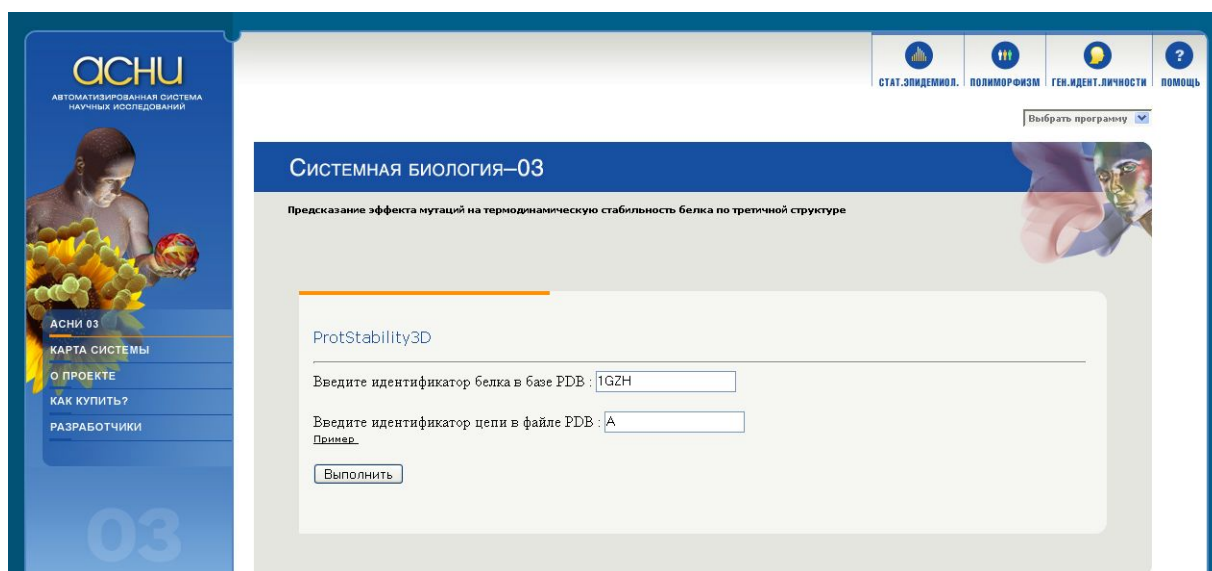 АСНИ
АВТОМАТИЗИРОВАННАЯ СИСТЕМА
НАУЧНЫХ ИССЛЕДОВАНИЙ
СТАТ.ЭПИДЕМИОЛ.
ПОЛИМОРФИЗМ
ГЕН.ИДЕНТ.ЛИЧНОСТИ
?
ПОМОЩЬ
Выбрать программу
Системная биология–03
Предсказание эффекта мутаций на термодинамическую стабильность белка по третичной структуре
АСНИ 03
КАРТА СИСТЕМЫ
О ПРОЕКТЕ
КАК КУПИТЬ?
РАЗРАБОТЧИКИ
03
ProtStability3D
Введите идентификатор белка в базе PDB : 1GZH
Введите идентификатор цепи в файле PDB : A
Пример
Выполнить